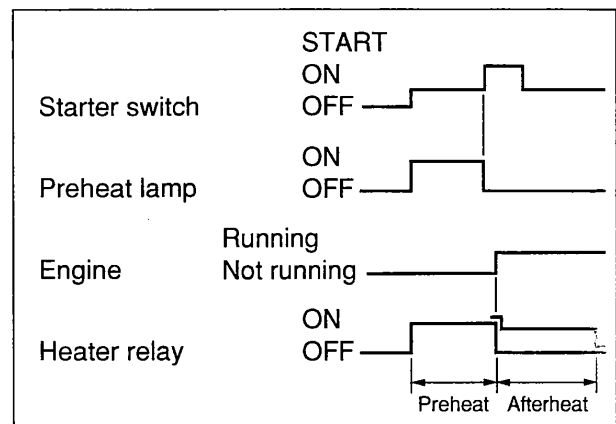 START
ON
Starter switch OFF
ON
Preheat lamp OFF
Running
Engine Not running
ON
Heater relay OFF
Preheat Afterheat